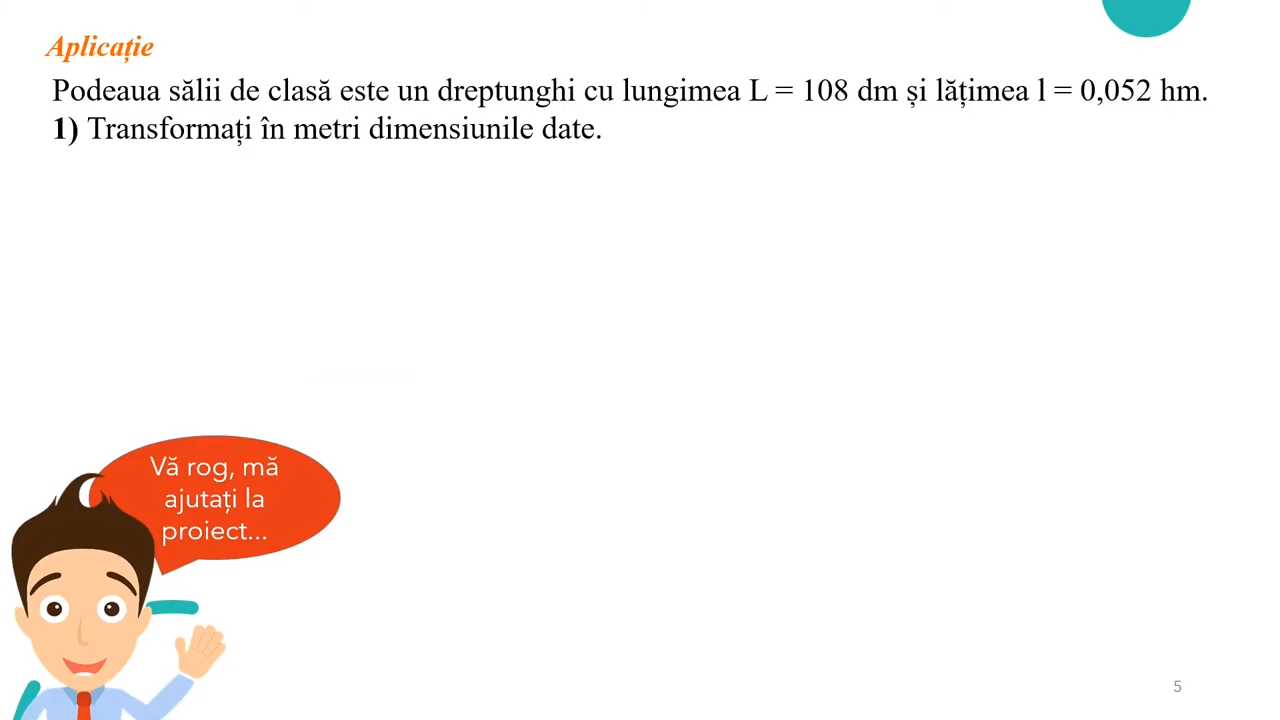 Aplicație
Podeaua sălii de clasă este un dreptunghi cu lungimea L = 108 dm și lățimea l = 0,052 hm.
1) Transformați în metri dimensiunile date.
Vă rog, mă
ajutați la
proiect...
5